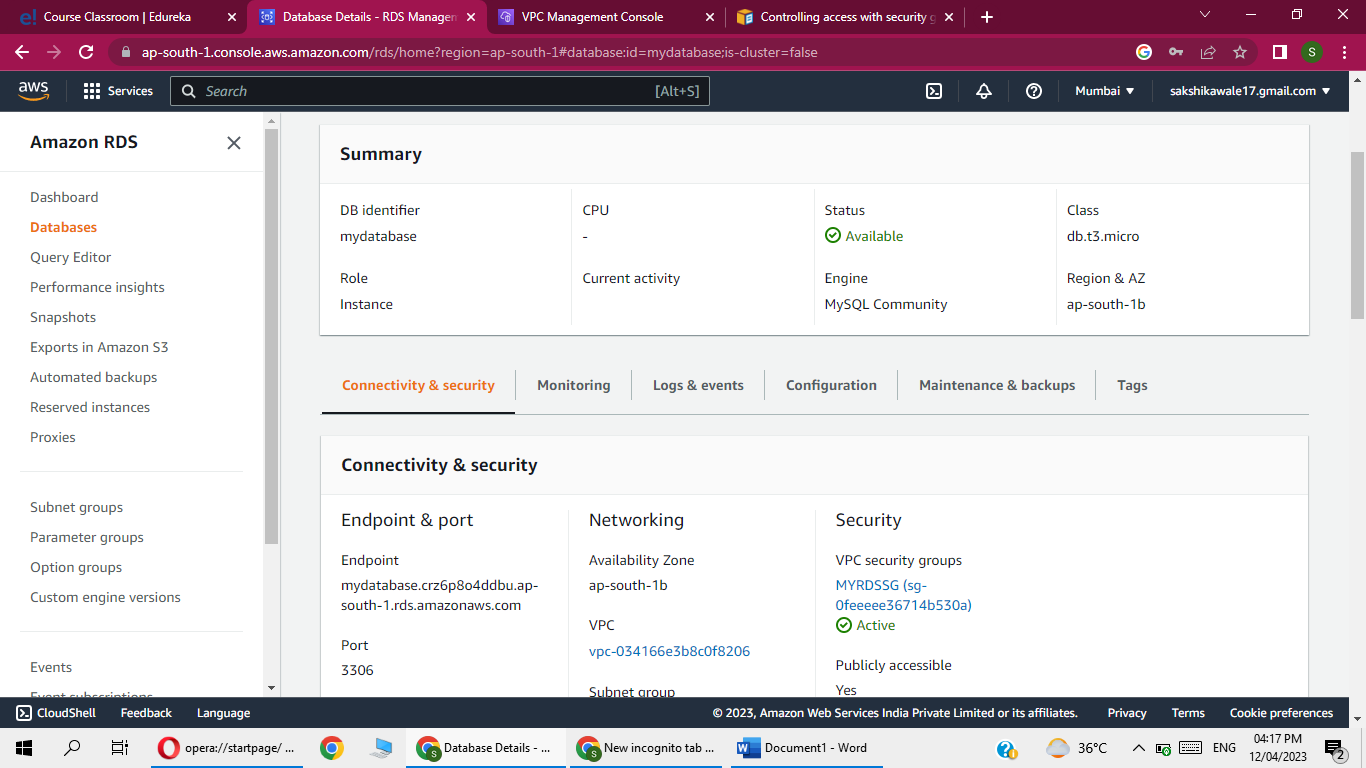 Course Classroom | Edureka
Database Details - RDS Managem
VPC Management Console
Controlling access with security g
ap-south-1.console.aws.amazon.com/rds/home?region=ap-south-1#database:id=mydatabase;is-cluster=false
S
aws
Services
Search
[Alt+S]
Mumbai
sakshikawale17.gmail.com
Amazon RDS
Dashboard
Databases
Query Editor
Performance insights
Snapshots
Exports in Amazon S3
Automated backups
Reserved instances
Proxies
Subnet groups
Parameter groups
Option groups
Custom engine versions
Events
Event subscriptions
Summary
DB identifier
mydatabase
CPU
-
Status
Available
Class
db.t3.micro
Role
Instance
Current activity
Engine
MySQL Community
Region & AZ
ap-south-1b
Connectivity & security
Monitoring
Logs & events
Configuration
Maintenance & backups
Tags
Connectivity & security
Endpoint & port
Endpoint
mydatabase.crz6p8o4ddbu.ap-
south-1.rds.amazonaws.com
Port
3306
Networking
Availability Zone
ap-south-1b
VPC
vpc-034166e3b8c0f8206
Subnet group
Security
VPC security groups
MYRDSSG (sg-
0feeeee36714b530a)
Active
Publicly accessible
Yes
CloudShell
Feedback
Language
© 2023, Amazon Web Services India Private Limited or its affiliates.
Privacy
Terms
Cookie preferences
opera://startpage/ ...
Database Details - ...
New incognito tab ...
Document1 - Word
36°C
ENG
04:17 PM
12/04/2023
2